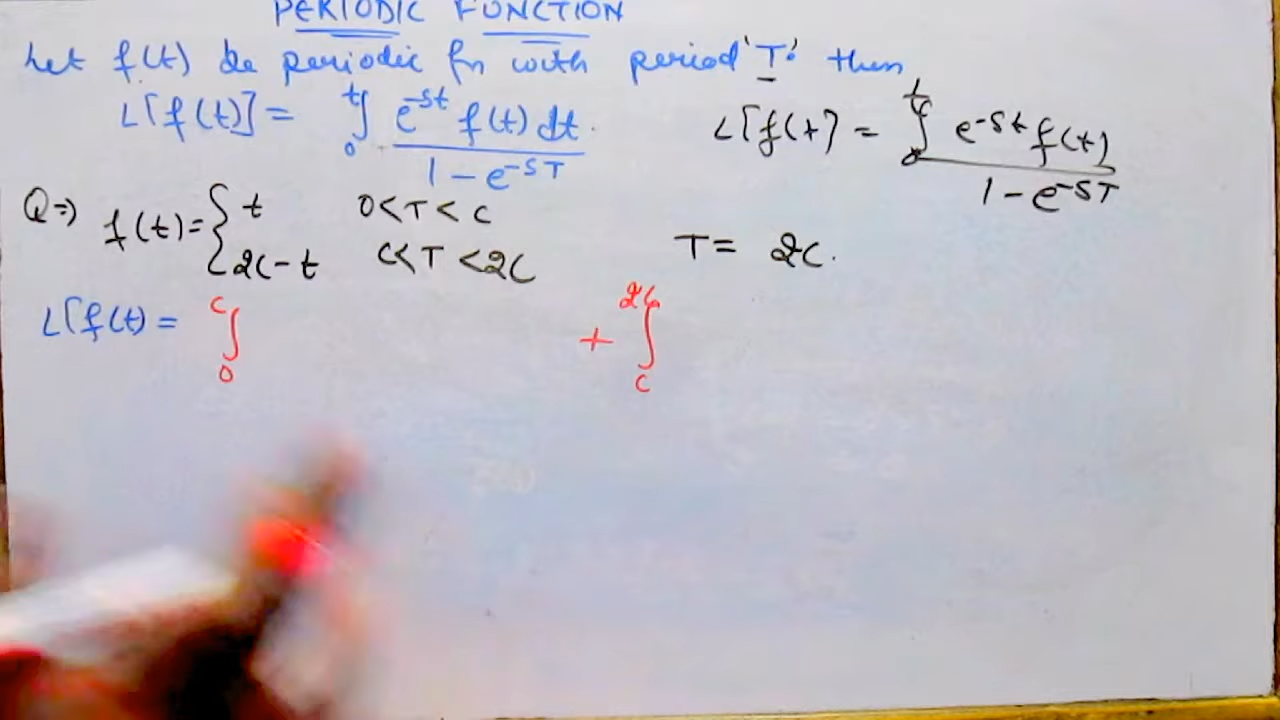 PERIODIC FUNCTION
Let f(t) be periodic fn with period 'T' then
L[f(t)] = ∫₀ᵗ e^-st f(t) dt / 1 - e^-sT
L[f(t)] = ∫₀ᵗ e^-st f(t) / 1 - e^-sT
Q⇒ f(t) = { t 0<T<c
2c-t c<T<2c
T = 2c.
L[f(t) = ∫₀ᶜ + ∫c^2c